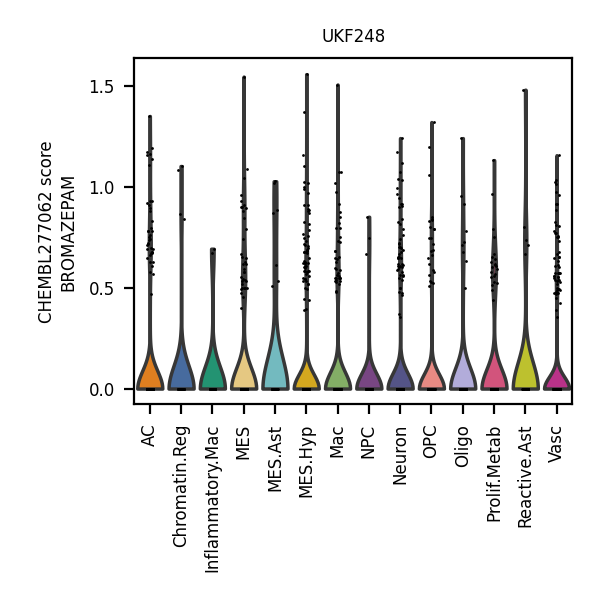 UKF248
CHEMBL277062 score
BROMAZEPAM
1.5
1.0
0.5
0.0
AC
Chromatin.Reg
Inflammatory.Mac
MES
MES.Ast
MES.Hyp
Mac
NPC
Neuron
OPC
Oligo
Prolif.Metab
Reactive.Ast
Vasc